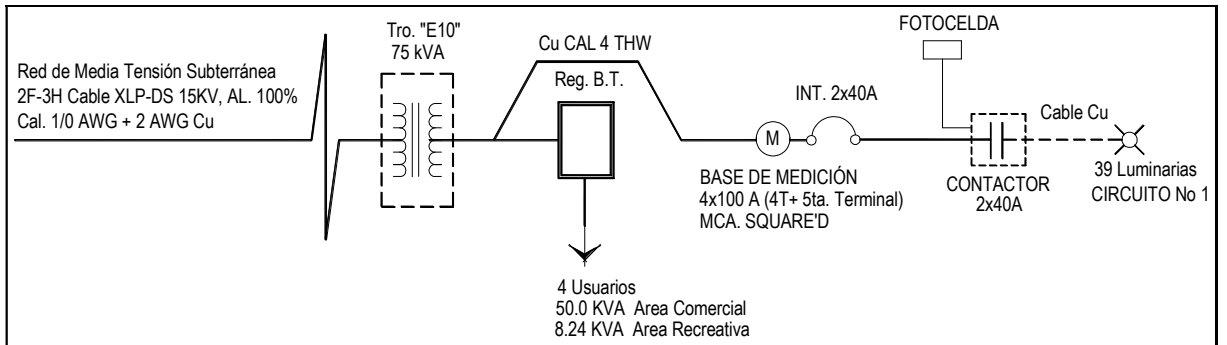 Red de Media Tensión Subterránea
2F-3H Cable XLP-DS 15KV, AL. 100%
Cal. 1/0 AWG + 2 AWG Cu
Tro. "E10"
75 kVA
Cu CAL 4 THW
Reg. B.T.
4 Usuarios
50.0 KVA Area Comercial
8.24 KVA Area Recreativa
M
BASE DE MEDICIÓN
4x100 A (4T+ 5ta. Terminal)
MCA. SQUARE'D
INT. 2x40A
FOTOCELDA
CONTACTOR
2x40A
Cable Cu
39 Luminarias
CIRCUITO No 1